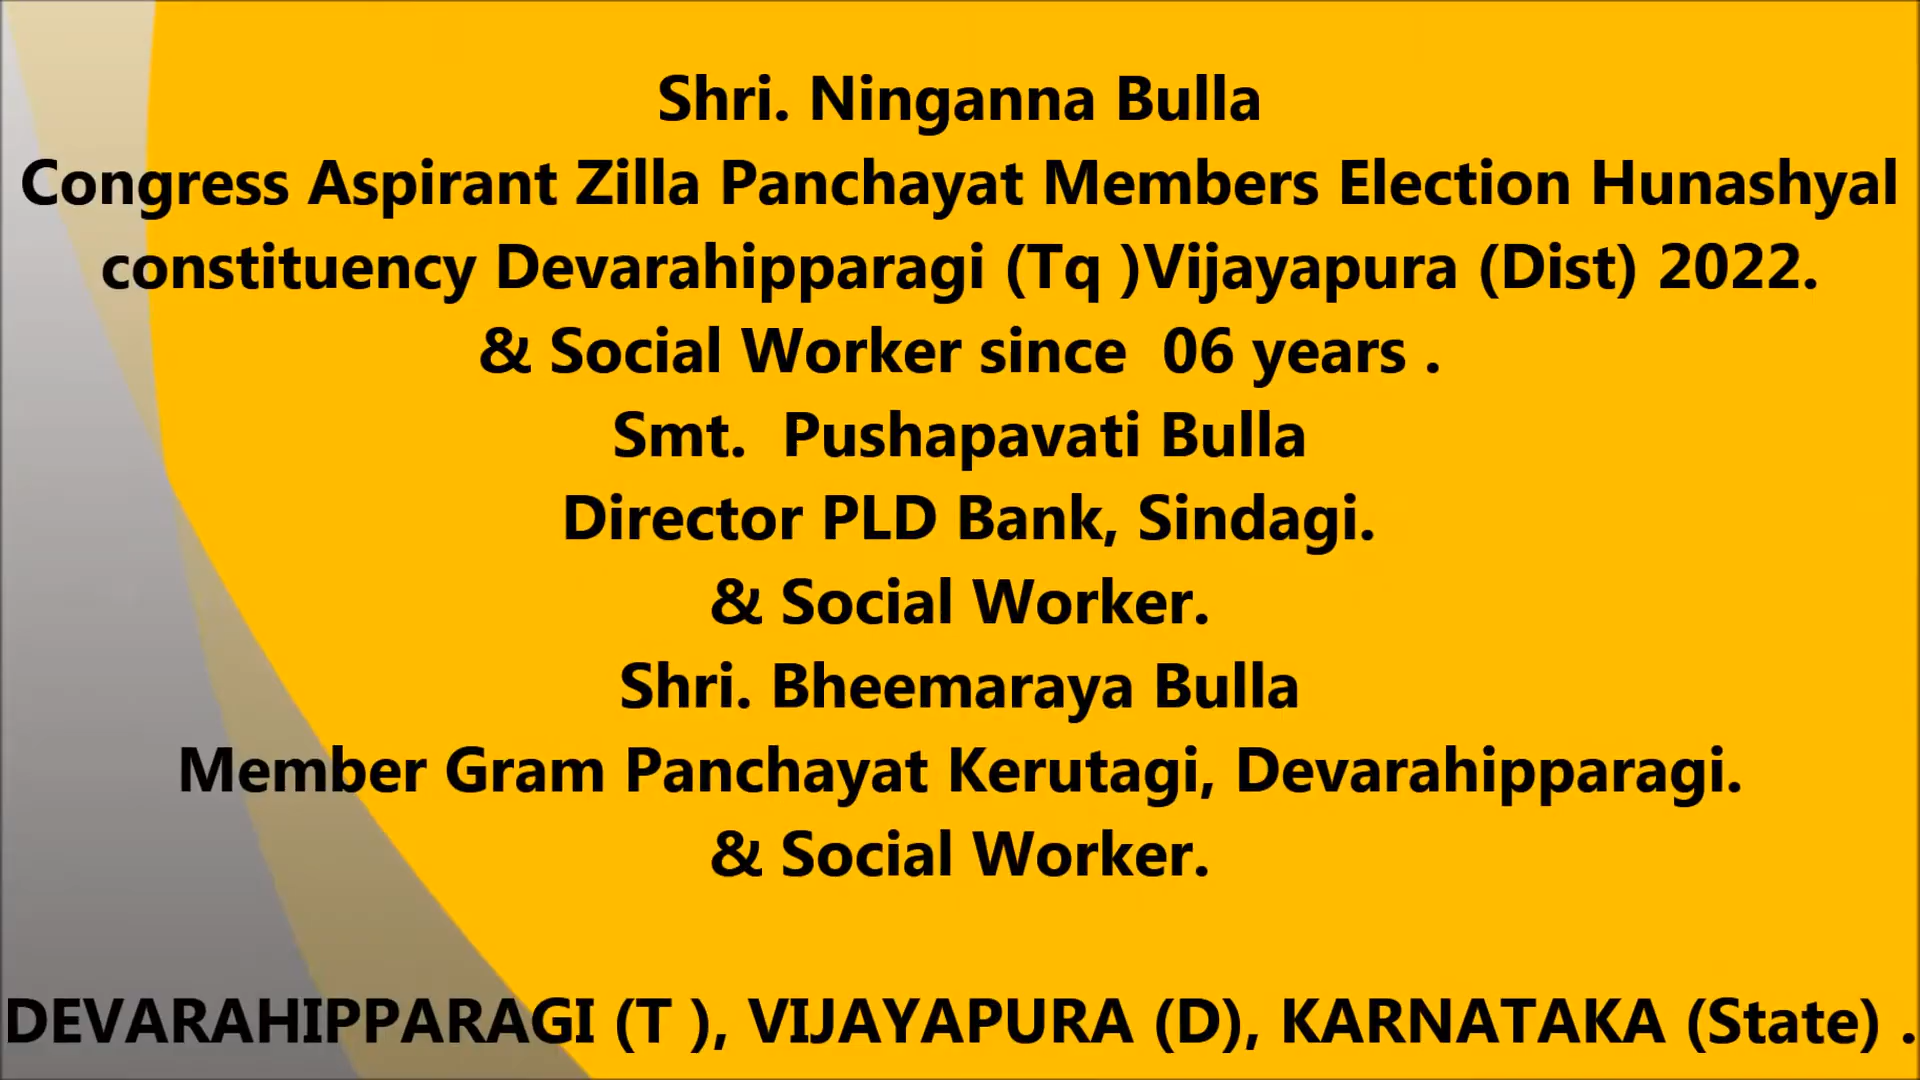 Shri. Ninganna Bulla
Congress Aspirant Zilla Panchayat Members Election Hunashyal
constituency Devarahipparagi (Tq )Vijayapura (Dist) 2022.
& Social Worker since  06 years .
Smt.  Pushapavati Bulla
Director PLD Bank, Sindagi.
& Social Worker.
Shri. Bheemaraya Bulla
Member Gram Panchayat Kerutagi, Devarahipparagi.
& Social Worker.
DEVARAHIPPARAGI (T ), VIJAYAPURA (D), KARNATAKA (State) .